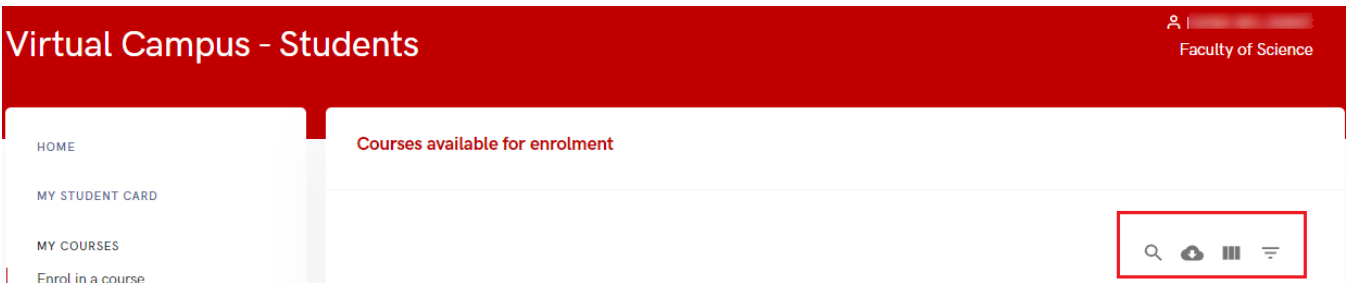 Virtual Campus - Students
Faculty of Science
HOME
MY STUDENT CARD
MY COURSES
Enrol in a course
Courses available for enrolment